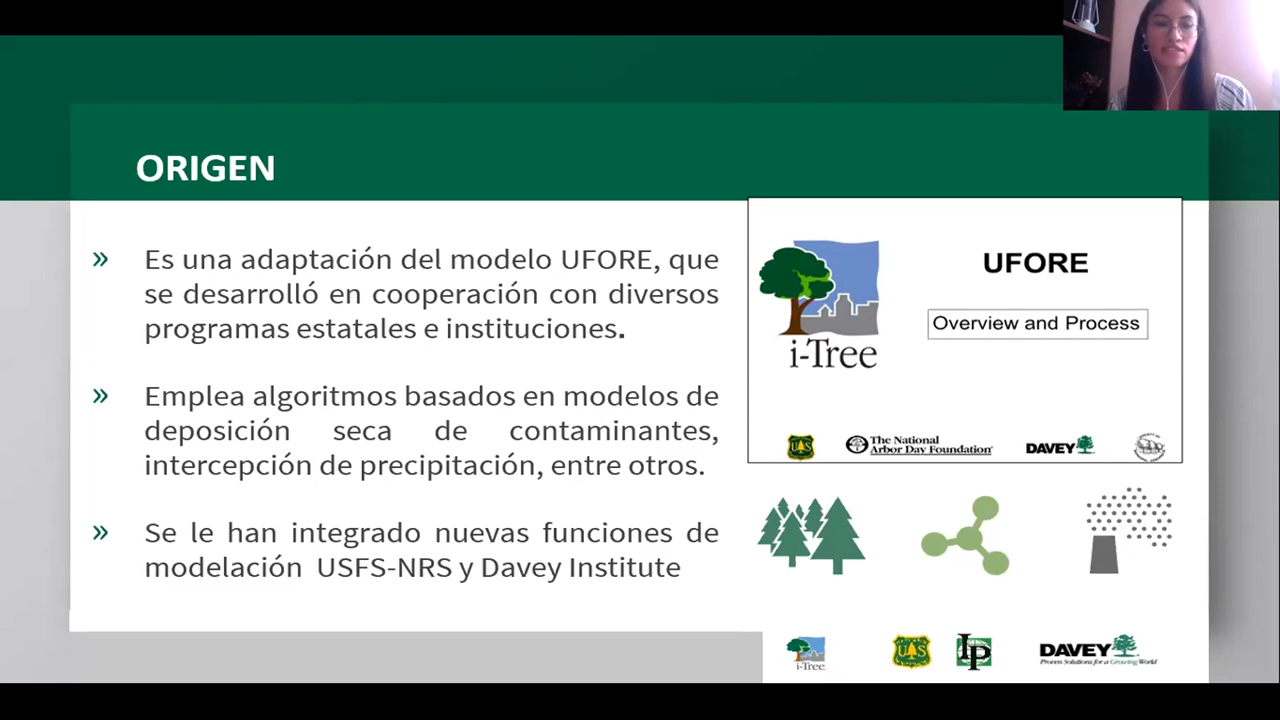 ORIGEN
» Es una adaptación del modelo UFORE, que
se desarrolló en cooperación con diversos
programas estatales e instituciones.
» Emplea algoritmos basados en modelos de
deposición seca de contaminantes,
intercepción de precipitación, entre otros.
» Se le han integrado nuevas funciones de
modelación USFS-NRS y Davey Institute
UFORE
Overview and Process
i-Tree
UAS
The National
Arbor Day Foundation
DAVEY
i-Tree
UAS
IP
DAVEY
Proven Solutions for a Growing World